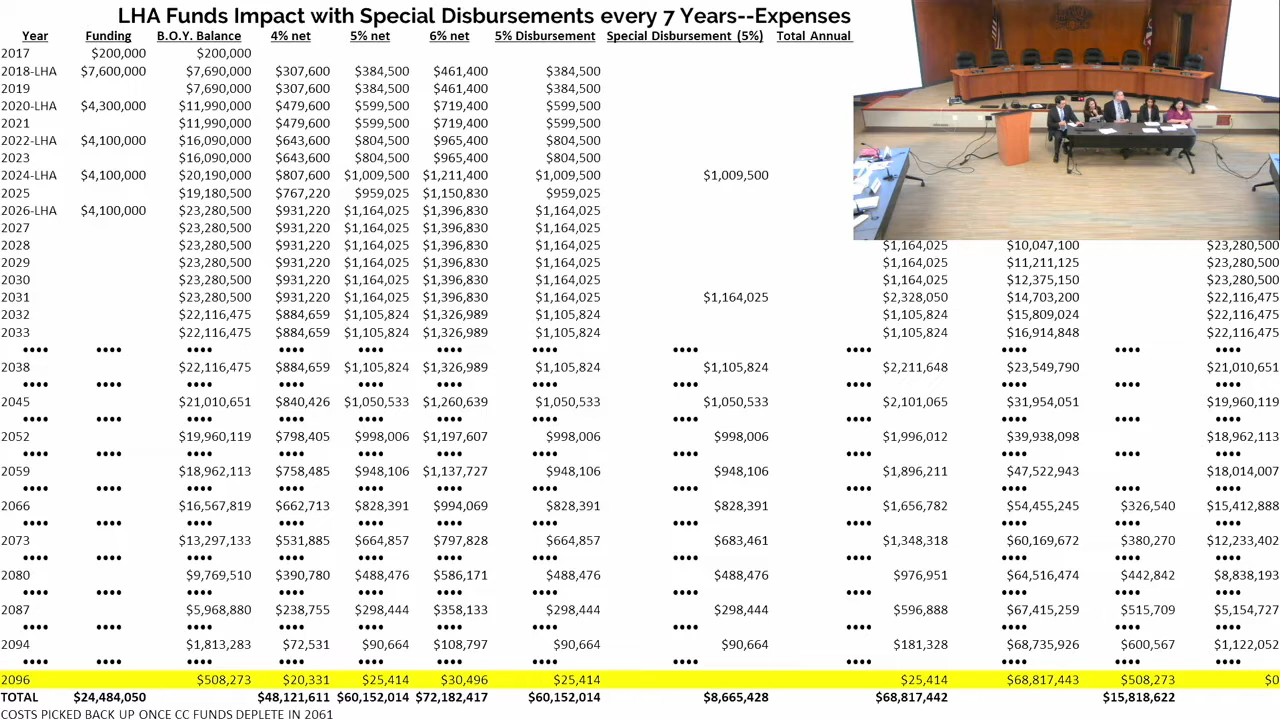 LHA Funds Impact with Special Disbursements every 7 Years--Expenses
Year Funding B.O.Y. Balance 4% net 5% net 6% net 5% Disbursement Special Disbursement (5%) Total Annual
2017 $200,000 $200,000
2018-LHA $7,600,000 $7,690,000 $307,600 $384,500 $461,400 $384,500
2019 $7,690,000 $307,600 $384,500 $461,400 $384,500
2020-LHA $4,300,000 $11,990,000 $479,600 $599,500 $719,400 $599,500
2021 $11,990,000 $479,600 $599,500 $719,400 $599,500
2022-LHA $4,100,000 $16,090,000 $643,600 $804,500 $965,400 $804,500
2023 $16,090,000 $643,600 $804,500 $965,400 $804,500
2024-LHA $4,100,000 $20,190,000 $807,600 $1,009,500 $1,211,400 $1,009,500 $1,009,500
2025 $19,180,500 $767,220 $959,025 $1,150,830 $959,025
2026-LHA $4,100,000 $23,280,500 $931,220 $1,164,025 $1,396,830 $1,164,025
2027 $23,280,500 $931,220 $1,164,025 $1,396,830 $1,164,025
2028 $23,280,500 $931,220 $1,164,025 $1,396,830 $1,164,025 $1,164,025 $10,047,100 $23,280,500
2029 $23,280,500 $931,220 $1,164,025 $1,396,830 $1,164,025 $1,164,025 $11,211,125 $23,280,500
2030 $23,280,500 $931,220 $1,164,025 $1,396,830 $1,164,025 $1,164,025 $12,375,150 $23,280,500
2031 $23,280,500 $931,220 $1,164,025 $1,396,830 $1,164,025 $1,164,025 $2,328,050 $14,703,200 $22,116,475
2032 $22,116,475 $884,659 $1,105,824 $1,326,989 $1,105,824 $1,105,824 $15,809,024 $22,116,475
2033 $22,116,475 $884,659 $1,105,824 $1,326,989 $1,105,824 $1,105,824 $16,914,848 $22,116,475
•••• •••• •••• •••• •••• •••• •••• •••• •••• •••• •••• ••••
2038 $22,116,475 $884,659 $1,105,824 $1,326,989 $1,105,824 $1,105,824 $2,211,648 $23,549,790 $21,010,651
•••• •••• •••• •••• •••• •••• •••• •••• •••• •••• •••• ••••
2045 $21,010,651 $840,426 $1,050,533 $1,260,639 $1,050,533 $1,050,533 $2,101,065 $31,954,051 $19,960,119
•••• •••• •••• •••• •••• •••• •••• •••• •••• •••• •••• ••••
2052 $19,960,119 $798,405 $998,006 $1,197,607 $998,006 $998,006 $1,996,012 $39,938,098 $18,962,113
•••• •••• •••• •••• •••• •••• •••• •••• •••• •••• •••• ••••
2059 $18,962,113 $758,485 $948,106 $1,137,727 $948,106 $948,106 $1,896,211 $47,522,943 $18,014,007
•••• •••• •••• •••• •••• •••• •••• •••• •••• •••• •••• ••••
2066 $16,567,819 $662,713 $828,391 $994,069 $828,391 $828,391 $1,656,782 $54,455,245 $326,540 $15,412,888
•••• •••• •••• •••• •••• •••• •••• •••• •••• •••• •••• ••••
2073 $13,297,133 $531,885 $664,857 $797,828 $664,857 $683,461 $1,348,318 $60,169,672 $380,270 $12,233,402
•••• •••• •••• •••• •••• •••• •••• •••• •••• •••• •••• ••••
2080 $9,769,510 $390,780 $488,476 $586,171 $488,476 $488,476 $976,951 $64,516,474 $442,842 $8,838,193
•••• •••• •••• •••• •••• •••• •••• •••• •••• •••• •••• ••••
2087 $5,968,880 $238,755 $298,444 $358,133 $298,444 $298,444 $596,888 $67,415,259 $515,709 $5,154,727
•••• •••• •••• •••• •••• •••• •••• •••• •••• •••• •••• ••••
2094 $1,813,283 $72,531 $90,664 $108,797 $90,664 $90,664 $181,328 $68,735,926 $600,567 $1,122,052
•••• •••• •••• •••• •••• •••• •••• •••• •••• •••• •••• ••••
2096 $508,273 $20,331 $25,414 $30,496 $25,414 $25,414 $68,817,443 $508,273 $0
TOTAL $24,484,050 $48,121,611 $60,152,014 $72,182,417 $60,152,014 $8,665,428 $68,817,442 $15,818,622
COSTS PICKED BACK UP ONCE CC FUNDS DEPLETE IN 2061